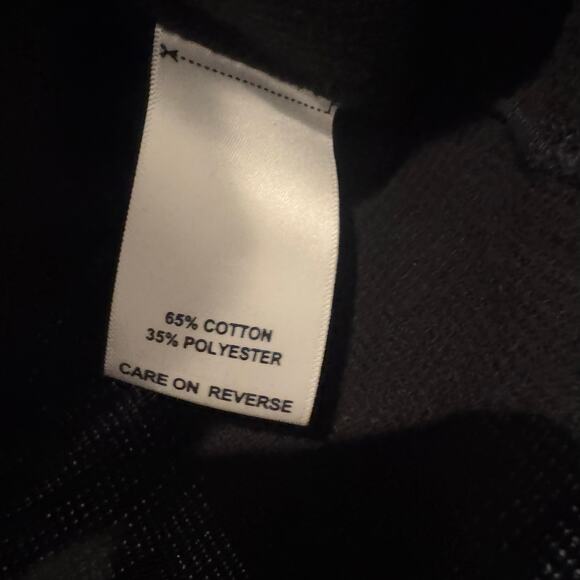 65% COTTON
35% POLYESTER
CARE ON REVERSE